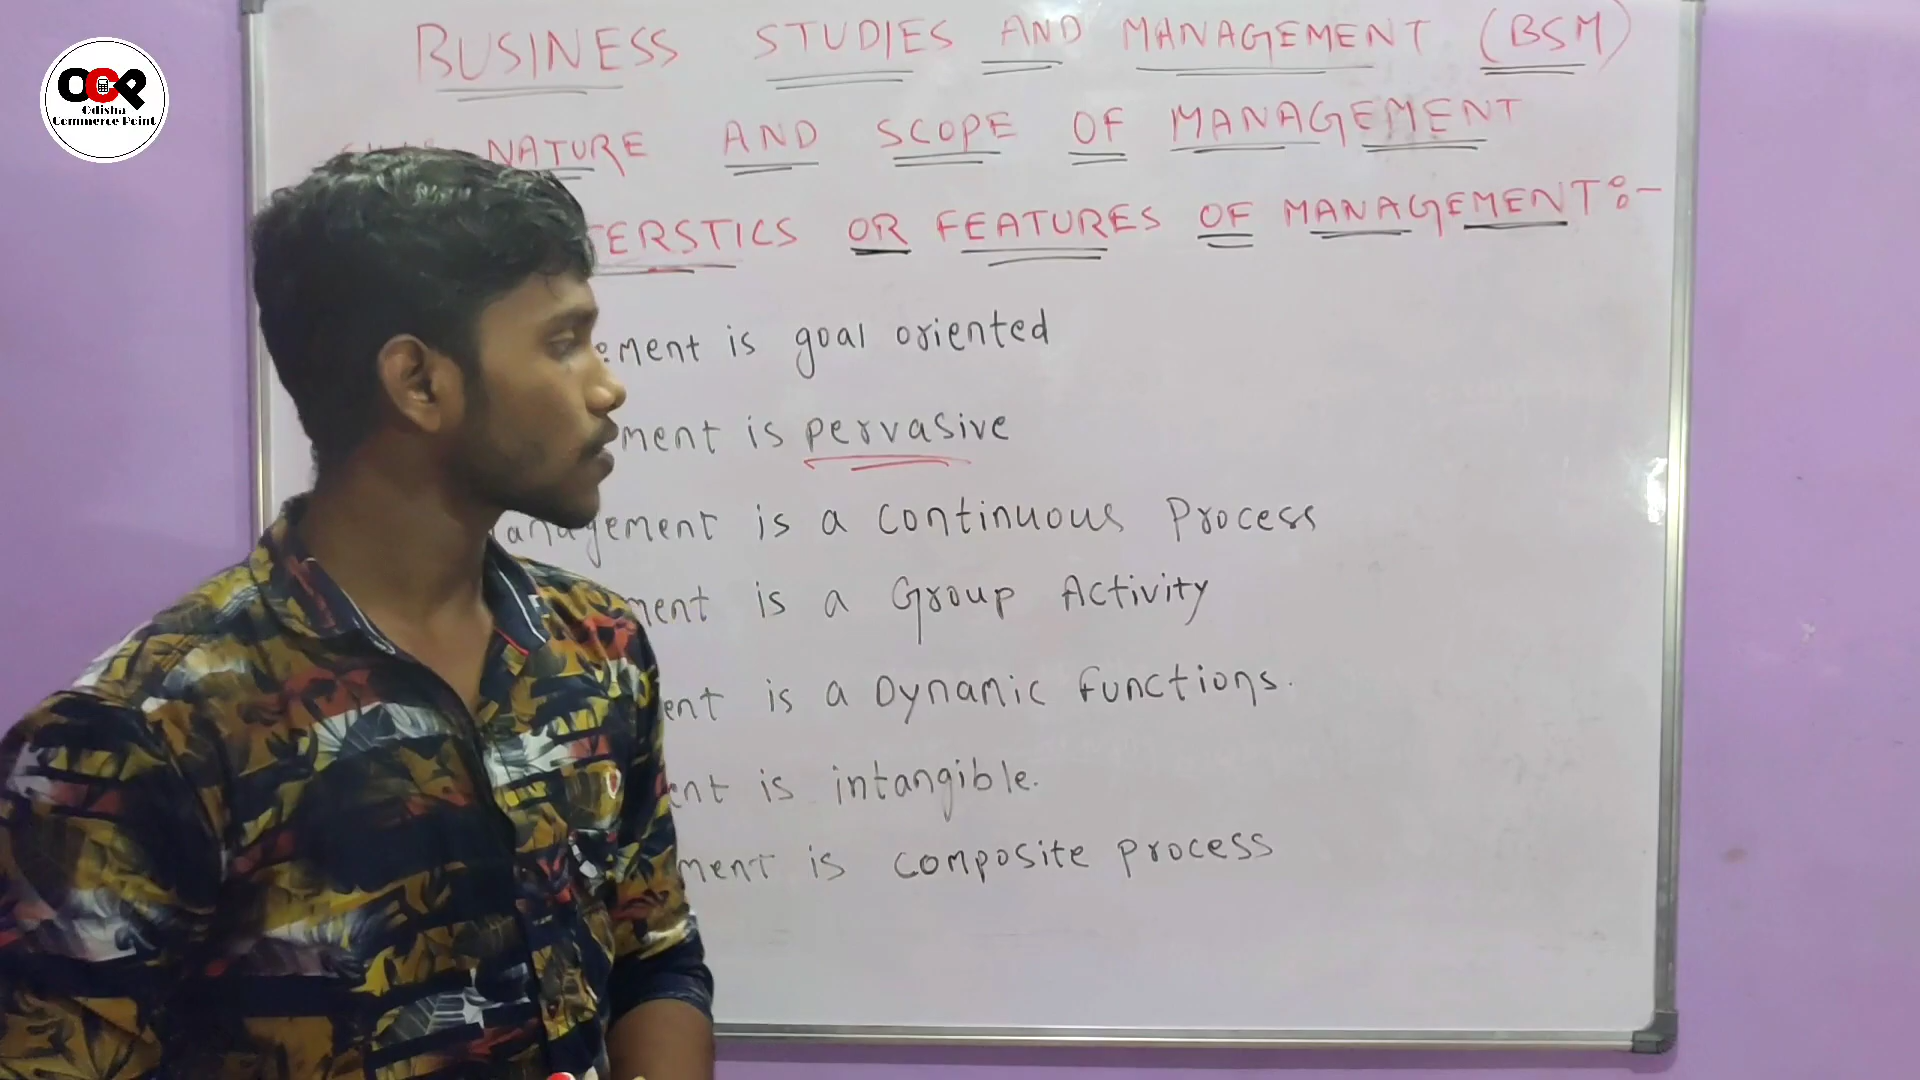 OCP
Odisha
Commerce Point
BUSINESS STUDIES AND MANAGEMENT (BSM)
NATURE AND SCOPE OF MANAGEMENT
TERSTICS OR FEATURES OF MANAGEMENT:-
ement is goal oriented
ment is pervasive
anagement is a continuous Process
ment is a Group Activity
ent is a Dynamic functions.
ent is intangible.
ment is composite process